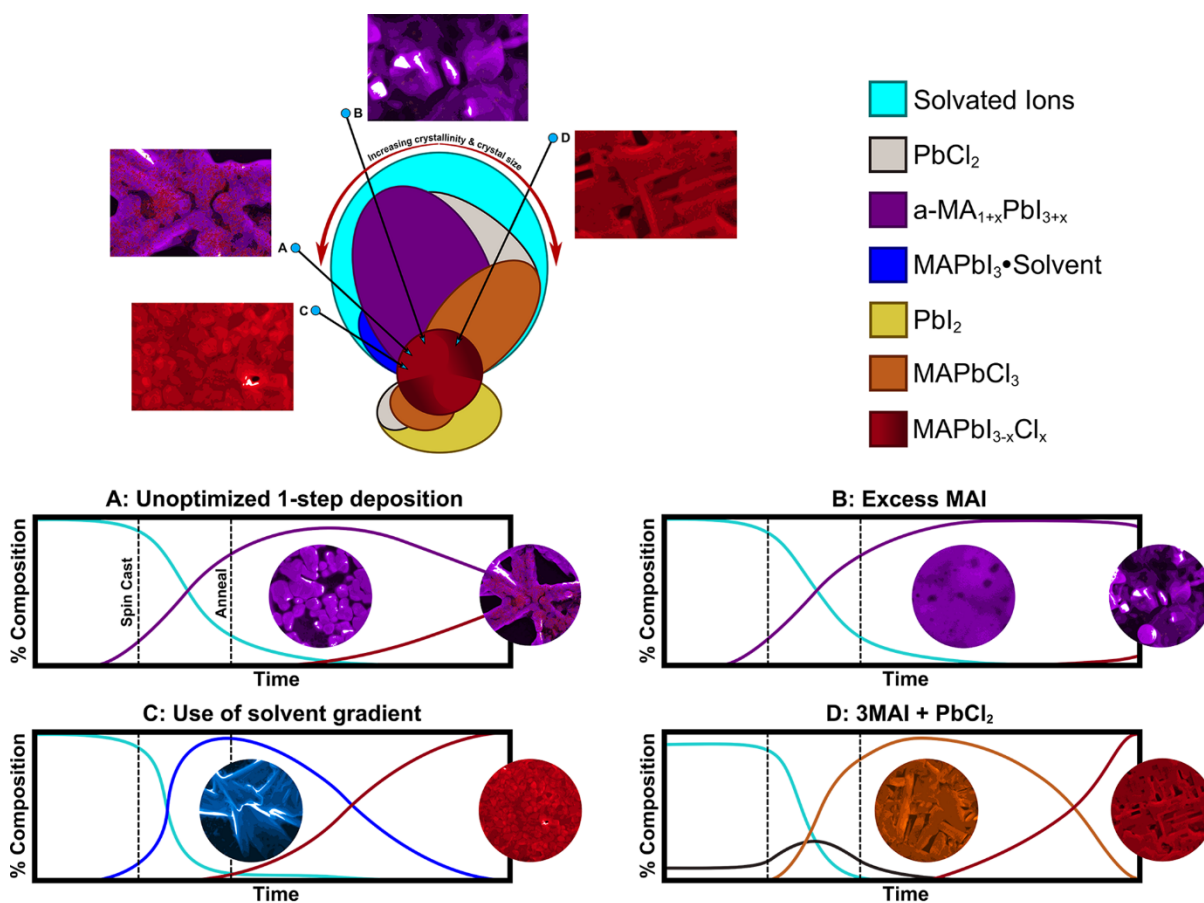 B
Increasing crystallinity & crystal size
D
A
C
Solvated Ions
PbCl₂
a-MA₁₊ₓPbI₃₊ₓ
MAPbI₃•Solvent
PbI₂
MAPbCl₃
MAPbI₃₋ₓClₓ
A: Unoptimized 1-step deposition
% Composition
Spin Cast
Anneal
Time
B: Excess MAI
% Composition
Time
C: Use of solvent gradient
% Composition
Time
D: 3MAI + PbCl₂
% Composition
Time